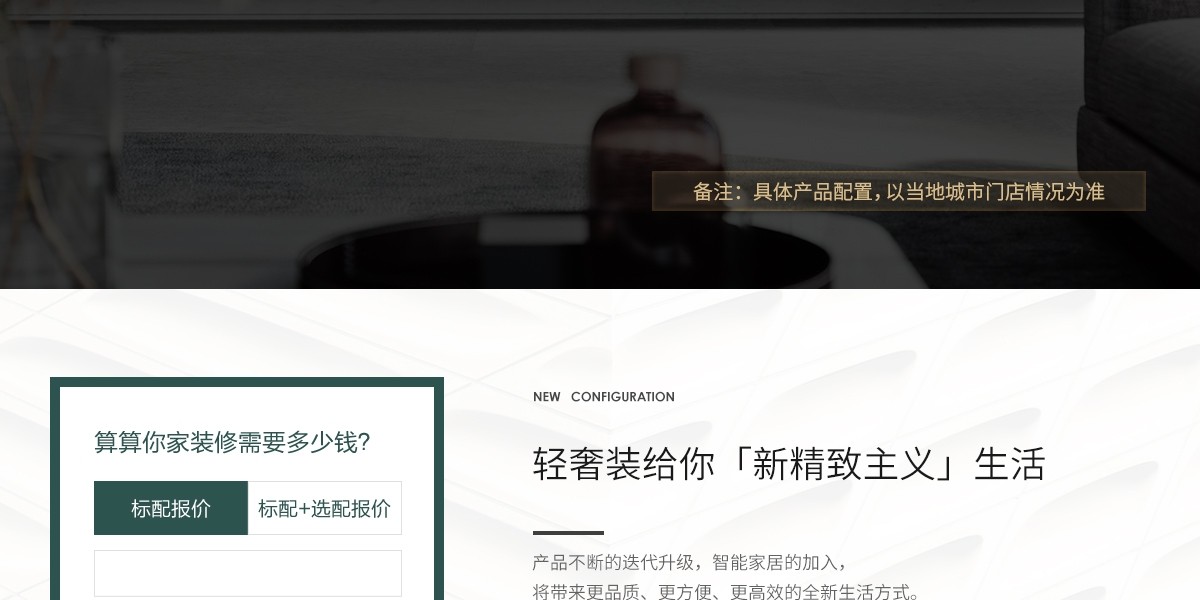 备注：具体产品配置，以当地城市门店情况为准
算算你家装修需要多少钱?
标配报价
标配+选配报价
NEW CONFIGURATION
轻奢装给你「新精致主义」生活
产品不断的迭代升级，智能家居的加入，
将带来更品质、更方便、更高效的全新生活方式。